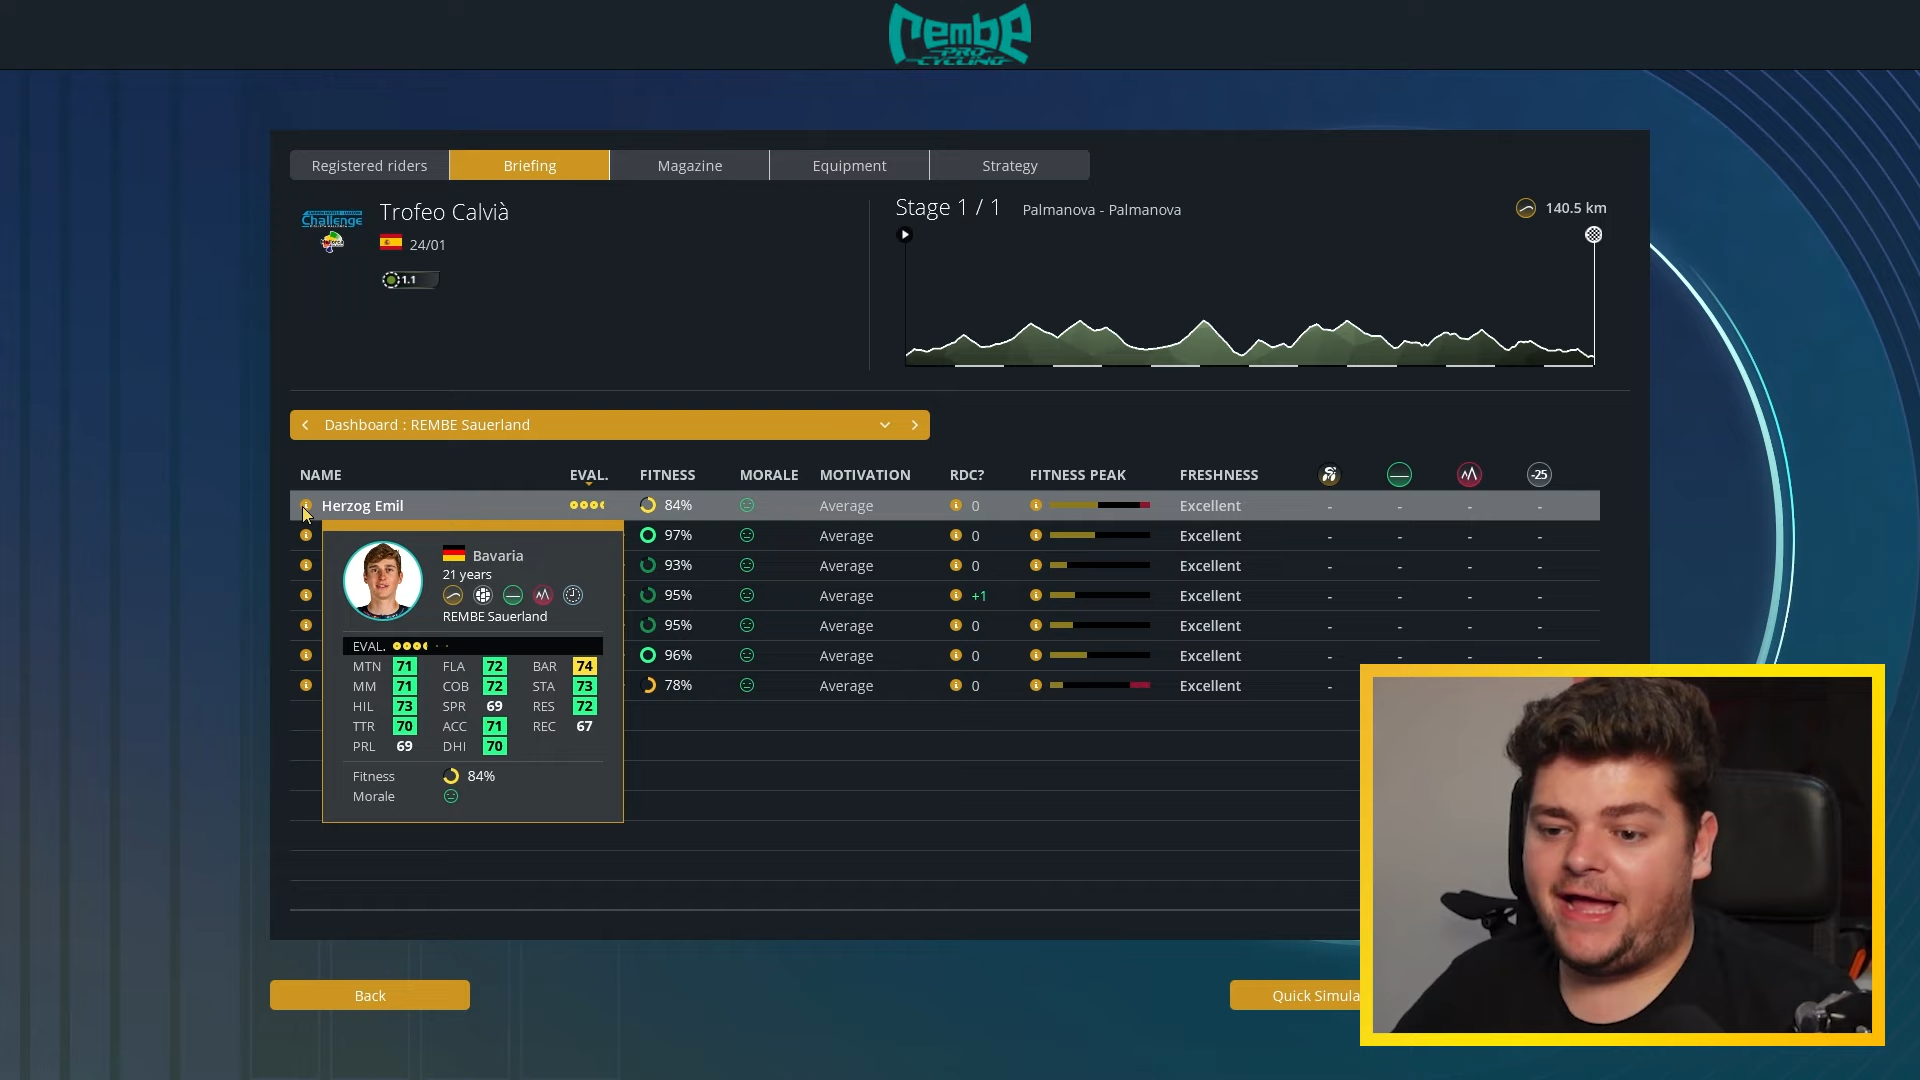 rembe
PRO
CYCLING
Registered riders Briefing Magazine Equipment Strategy
Challenge
Trofeo Calvià
24/01
1.1
Stage 1 / 1 Palmanova - Palmanova 140.5 km
Dashboard : REMBE Sauerland
NAME EVAL. FITNESS MORALE MOTIVATION RDC? FITNESS PEAK FRESHNESS -25
Herzog Emil 84% Average 0 Excellent - - - -
97% Average 0 Excellent - - - -
93% Average 0 Excellent - - - -
95% Average +1 Excellent - - - -
95% Average 0 Excellent - - - -
96% Average 0 Excellent - - - -
78% Average 0 Excellent -
Bavaria
21 years
REMBE Sauerland
EVAL.
MTN 71 FLA 72 BAR 74
MM 71 COB 72 STA 73
HIL 73 SPR 69 RES 72
TTR 70 ACC 71 REC 67
PRL 69 DHI 70
Fitness 84%
Morale
Back Quick Simula